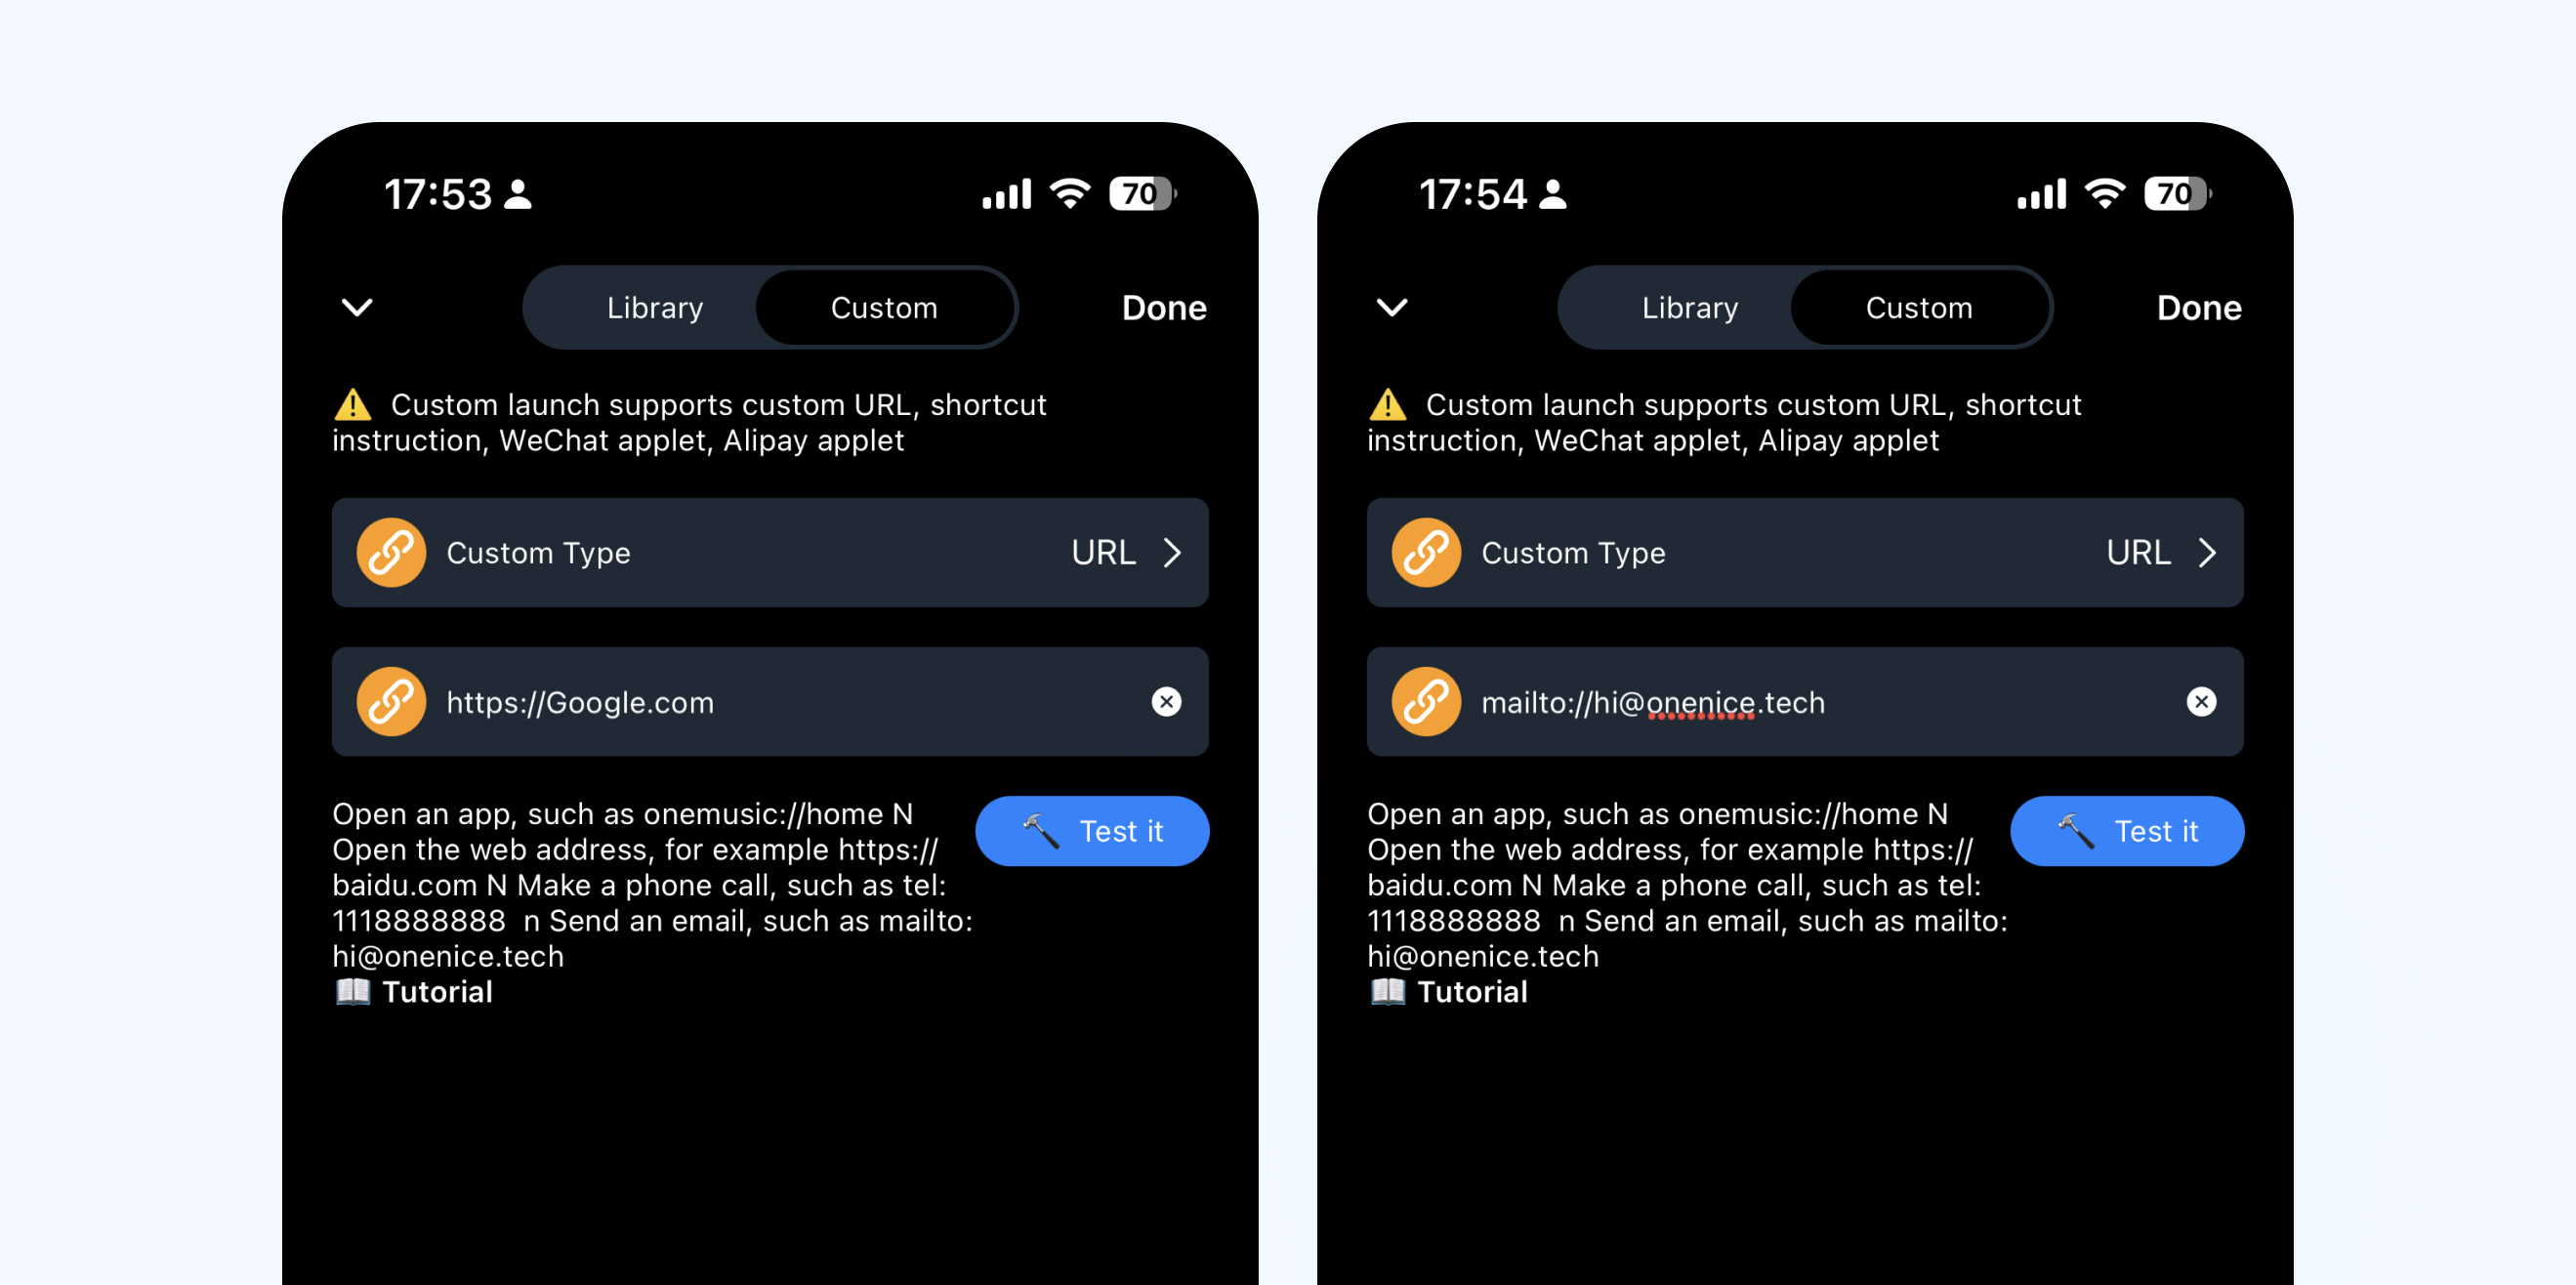 17:53
70
Library
Custom
Done
⚠️ Custom launch supports custom URL, shortcut
instruction, WeChat applet, Alipay applet
Custom Type
URL
https://Google.com
Open an app, such as onemusic://home N
Open the web address, for example https://
baidu.com N Make a phone call, such as tel:
1118888888  n Send an email, such as mailto:
hi@onenice.tech
📖 Tutorial
🔨 Test it
17:54
70
Library
Custom
Done
⚠️ Custom launch supports custom URL, shortcut
instruction, WeChat applet, Alipay applet
Custom Type
URL
mailto://hi@onenice.tech
Open an app, such as onemusic://home N
Open the web address, for example https://
baidu.com N Make a phone call, such as tel:
1118888888  n Send an email, such as mailto:
hi@onenice.tech
📖 Tutorial
🔨 Test it